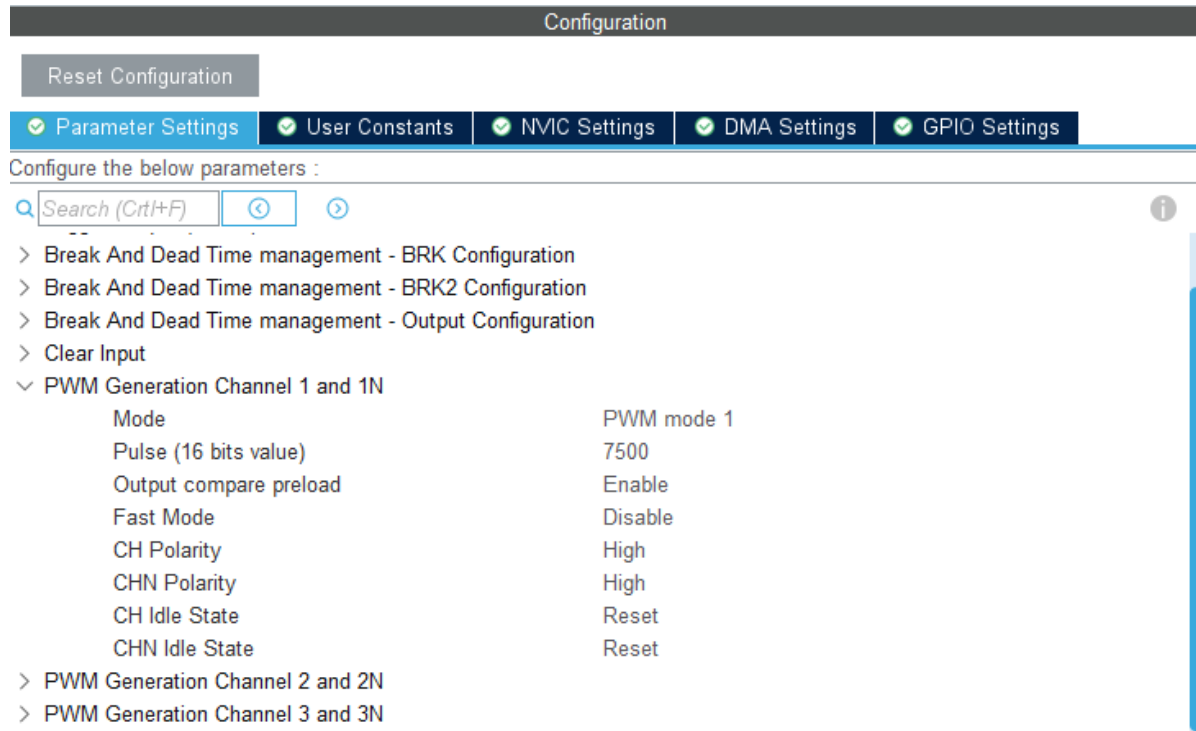 Configuration
Reset Configuration
Parameter Settings User Constants NVIC Settings DMA Settings GPIO Settings
Configure the below parameters :
Search (Crtl+F)
Break And Dead Time management - BRK Configuration
Break And Dead Time management - BRK2 Configuration
Break And Dead Time management - Output Configuration
Clear Input
PWM Generation Channel 1 and 1N
Mode PWM mode 1
Pulse (16 bits value) 7500
Output compare preload Enable
Fast Mode Disable
CH Polarity High
CHN Polarity High
CH Idle State Reset
CHN Idle State Reset
PWM Generation Channel 2 and 2N
PWM Generation Channel 3 and 3N